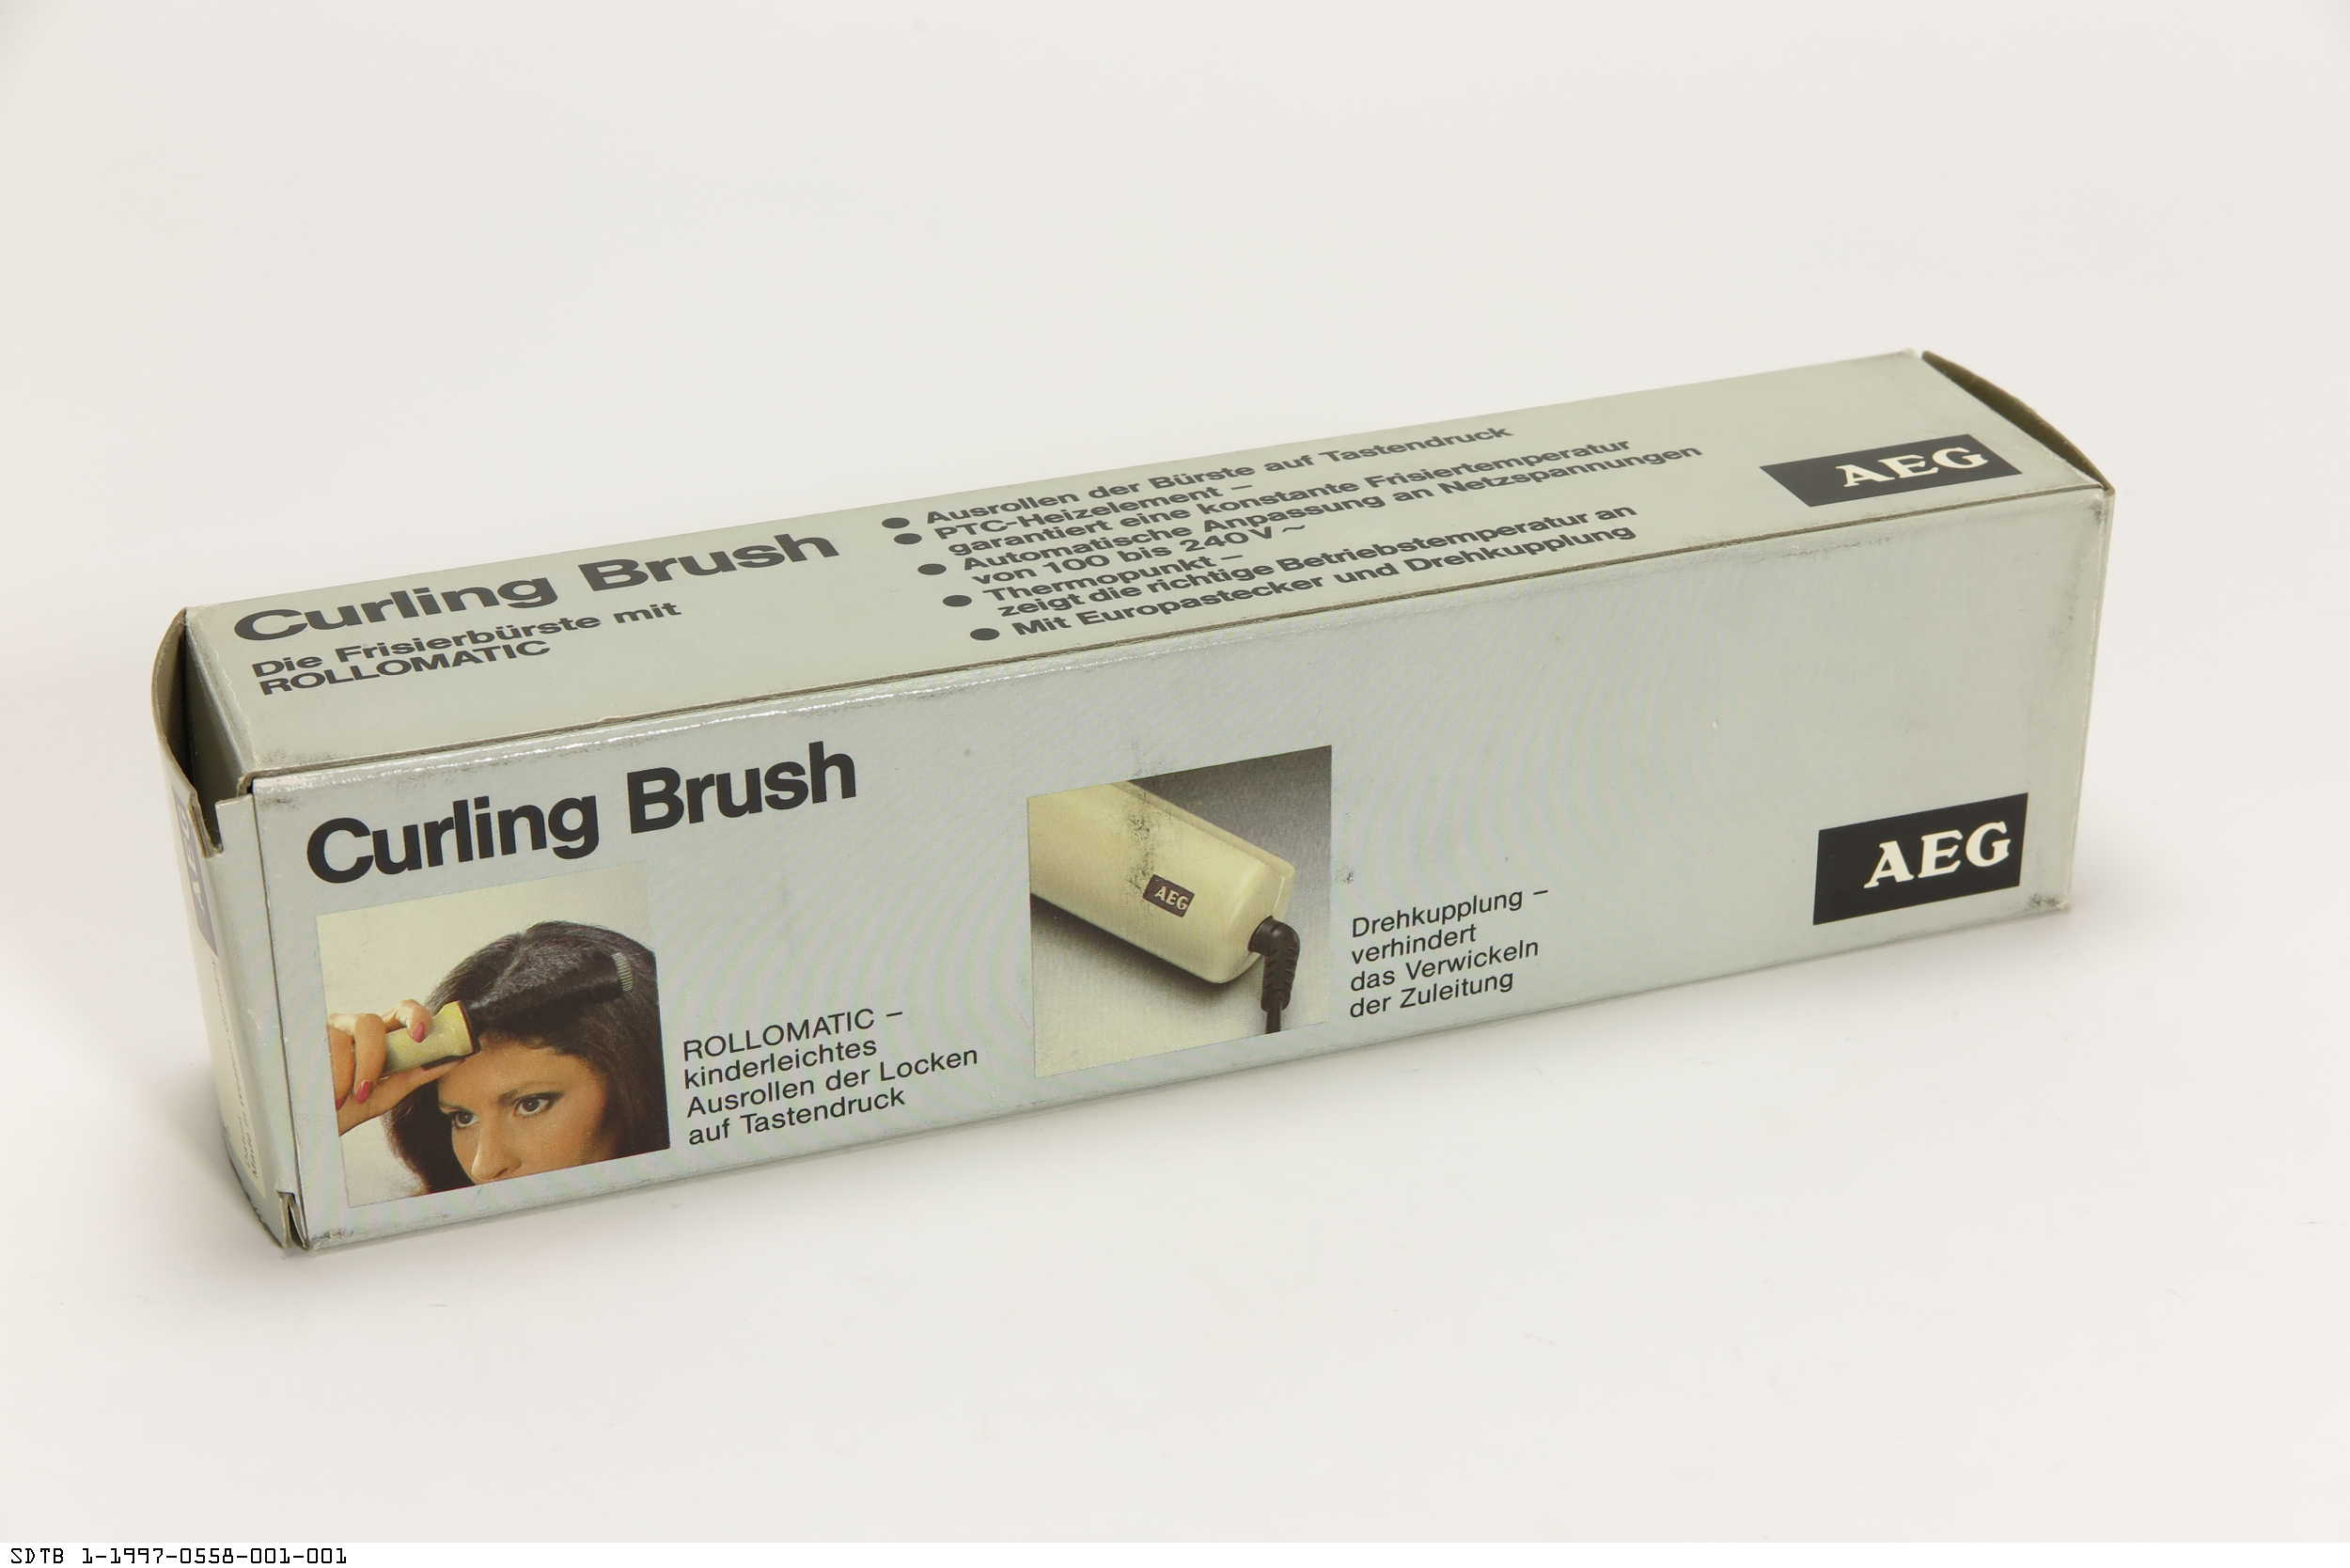 Curling Brush
Die Frisierbürste mit
ROLLOMATIC
● Ausrollen der Bürste auf Tastendruck
● PTC-Heizelement –
garantiert eine konstante Frisiertemperatur
● Automatische Anpassung an Netzspannungen
von 100 bis 240V~
● Thermopunkt –
zeigt die richtige Betriebstemperatur an
● Mit Europastecker und Drehkupplung
AEG
Curling Brush
ROLLOMATIC –
kinderleichtes
Ausrollen der Locken
auf Tastendruck
AEG
Drehkupplung –
verhindert
das Verwickeln
der Zuleitung
AEG
SDTB 1-1997-0558-001-001